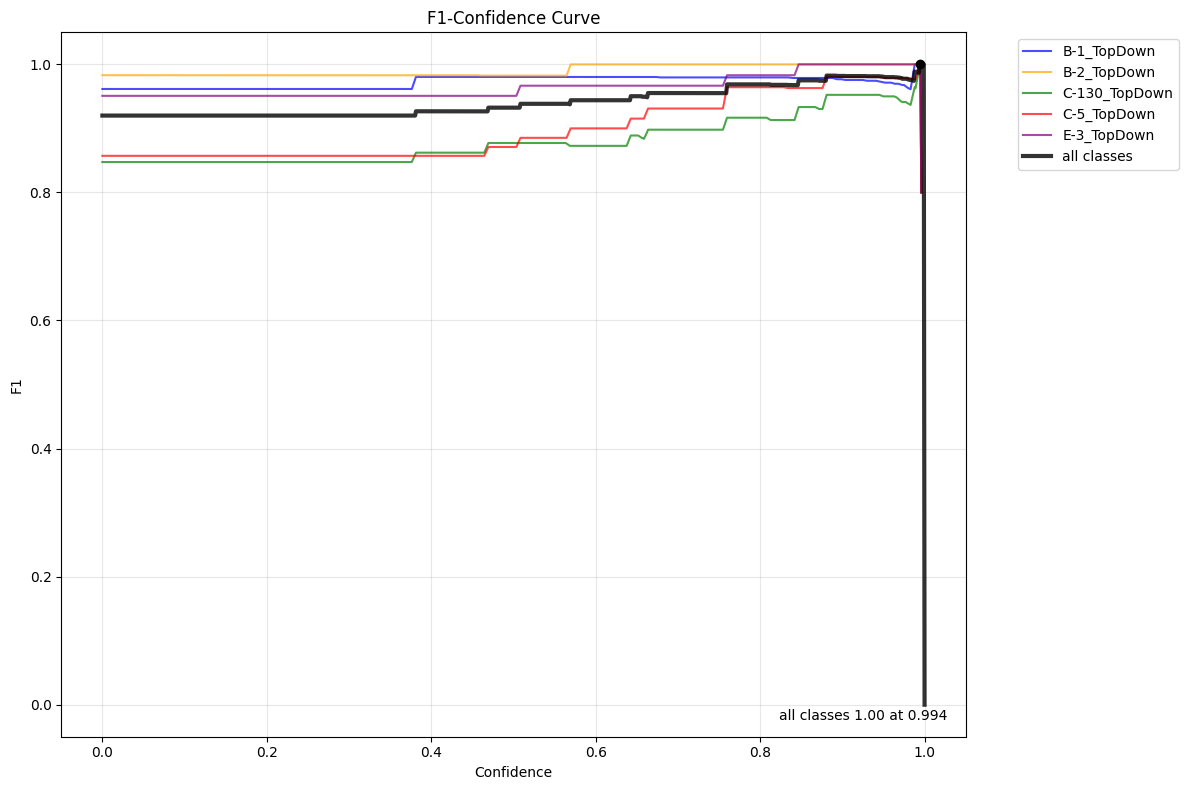 F1-Confidence Curve
B-1_TopDown
B-2_TopDown
C-130_TopDown
C-5_TopDown
E-3_TopDown
all classes
1.0
0.8
0.6
0.4
0.2
0.0
F1
all classes 1.00 at 0.994
0.0 0.2 0.4 0.6 0.8 1.0
Confidence